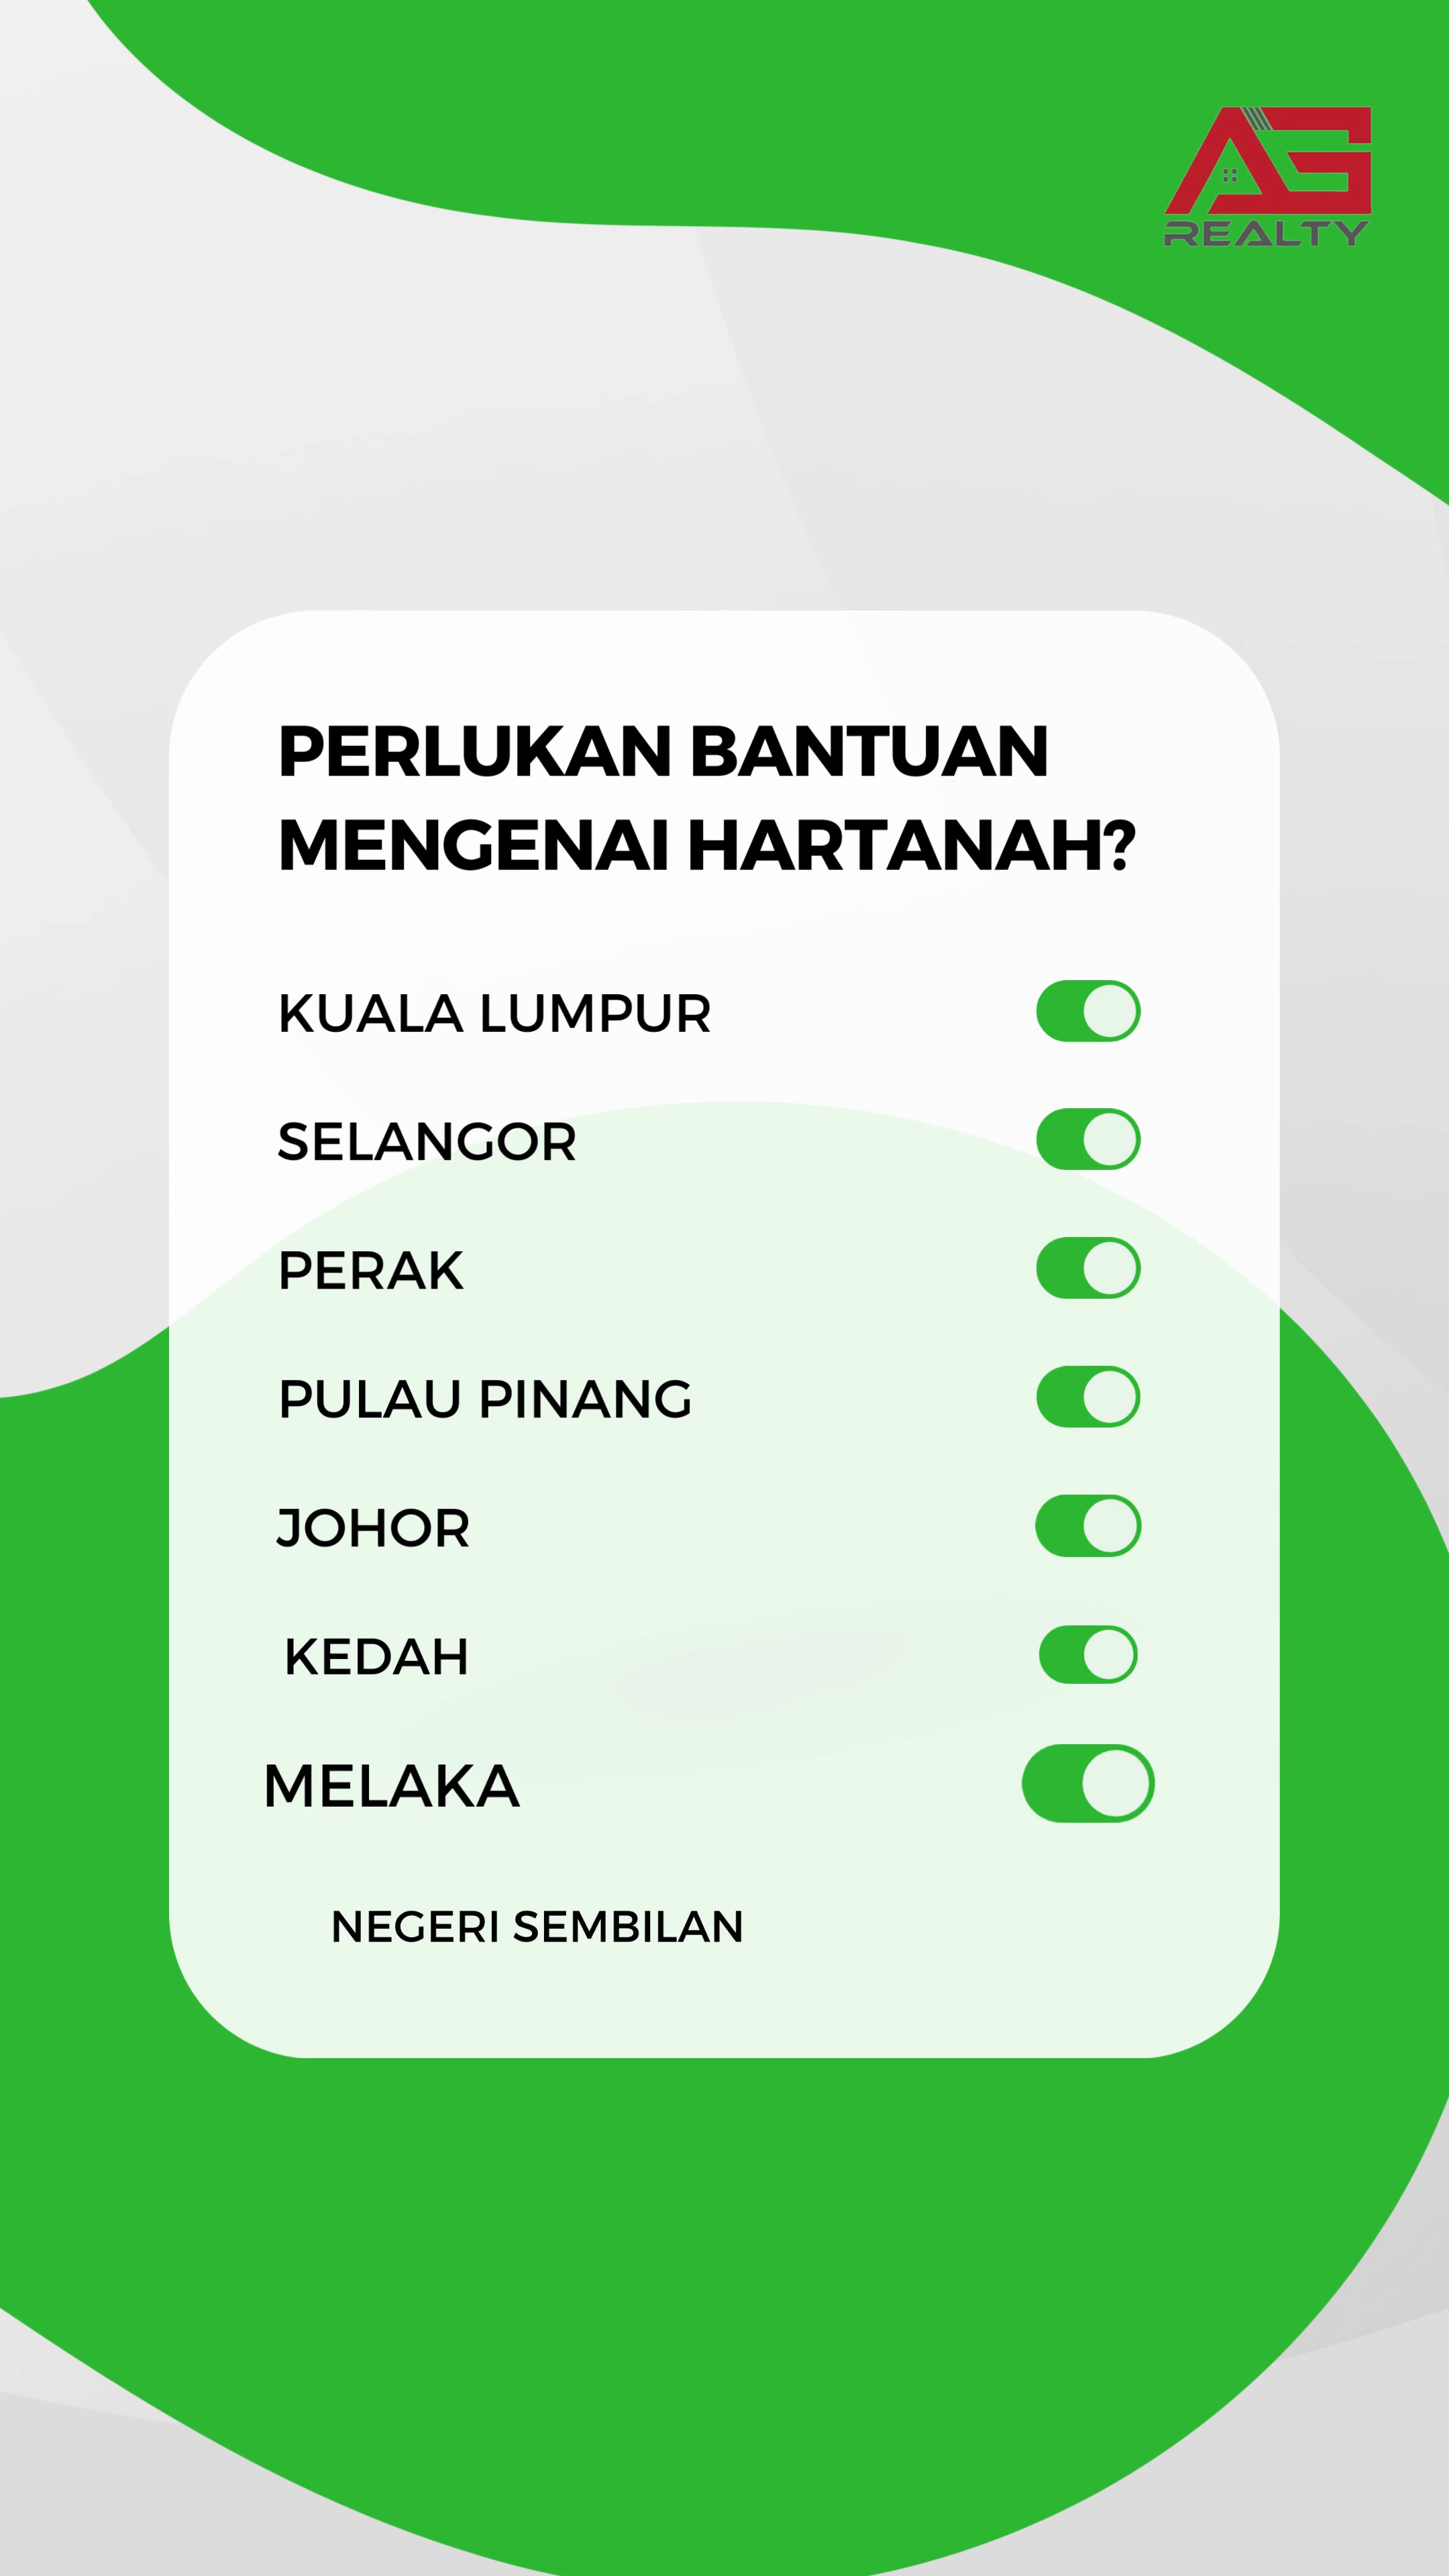 AG
REALTY
PERLUKAN BANTUAN
MENGENAI HARTANAH?
KUALA LUMPUR
SELANGOR
PERAK
PULAU PINANG
JOHOR
KEDAH
MELAKA
NEGERI SEMBILAN